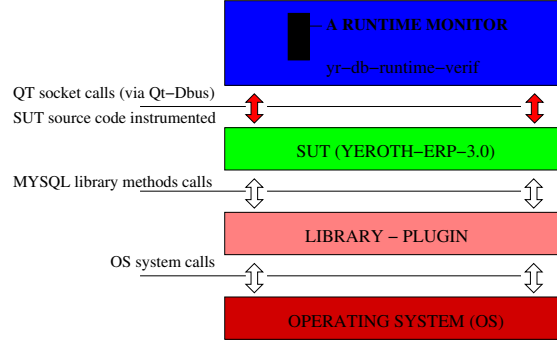 A RUNTIME MONITOR
yr−db−runtime−verif
QT socket calls (via Qt−Dbus)
SUT source code instrumented
SUT (YEROTH−ERP−3.0)
MYSQL library methods calls
LIBRARY − PLUGIN
OS system calls
OPERATING SYSTEM (OS)